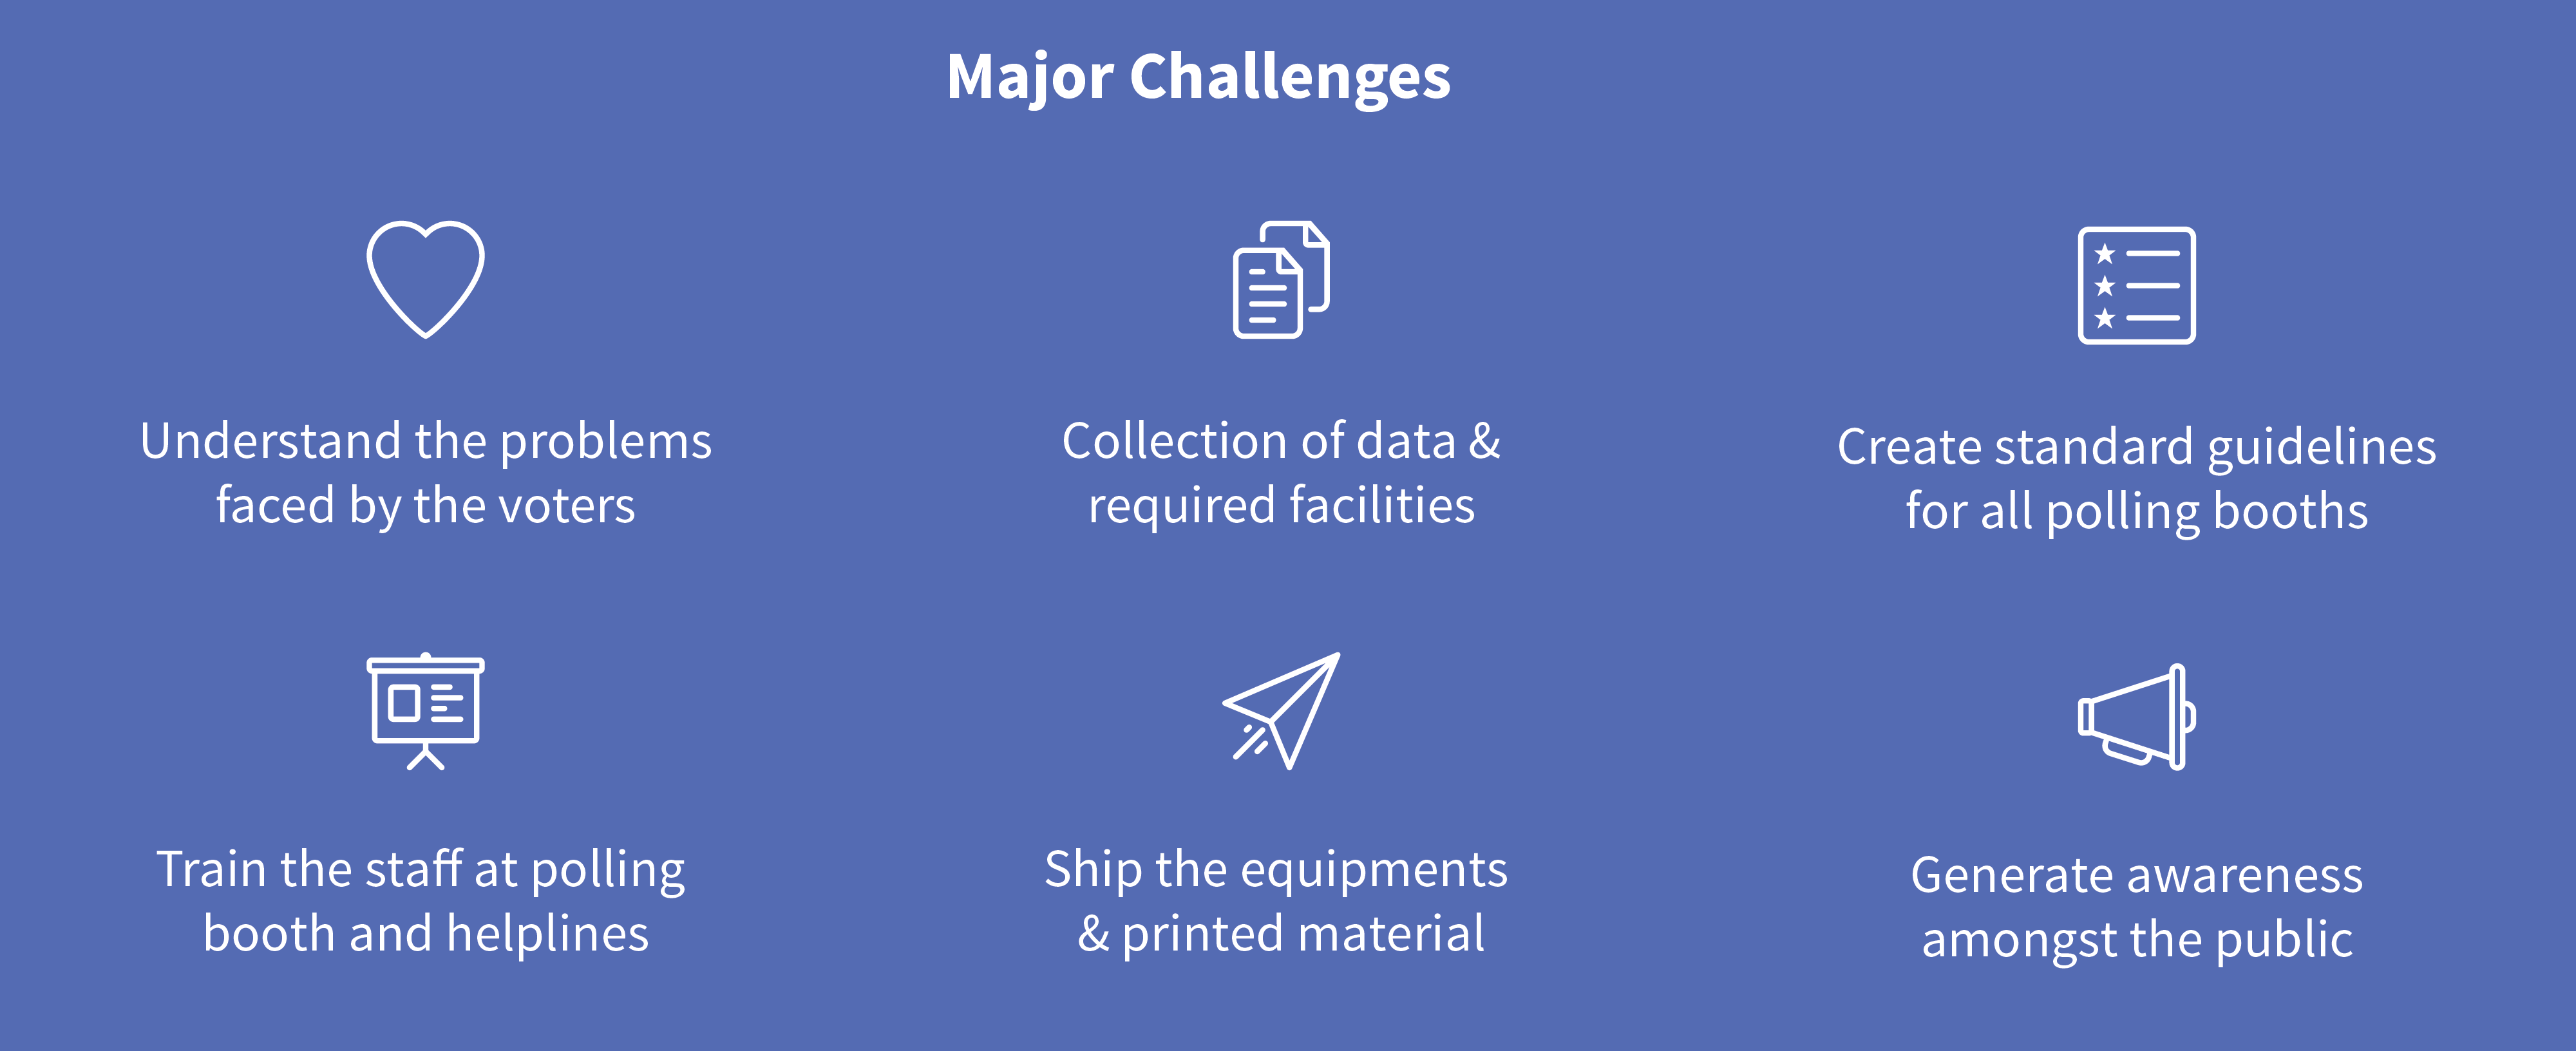 Major Challenges
Understand the problems
faced by the voters
Collection of data &
required facilities
Create standard guidelines
for all polling booths
Train the staff at polling
booth and helplines
Ship the equipments
& printed material
Generate awareness
amongst the public